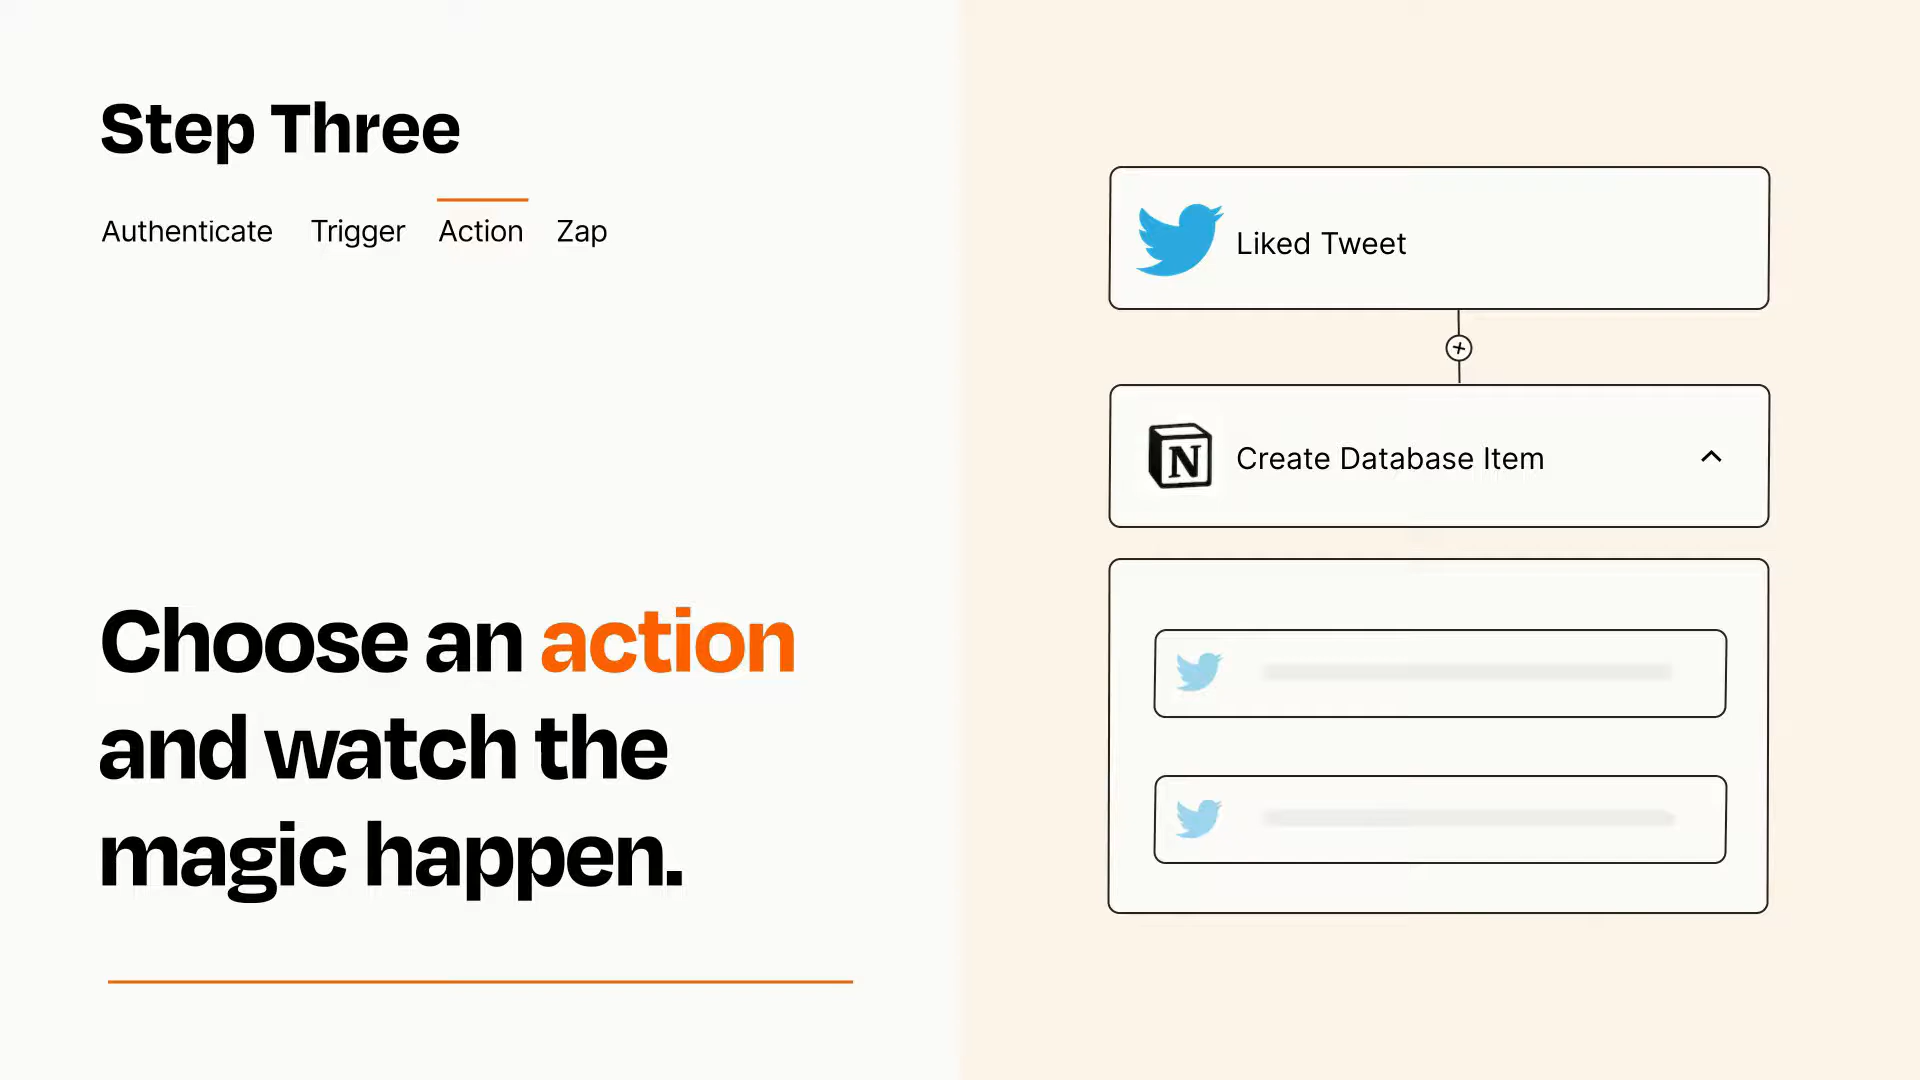 Step Three
Authenticate Trigger Action Zap
Choose an action
and watch the
magic happen.
Liked Tweet
N
Create Database Item